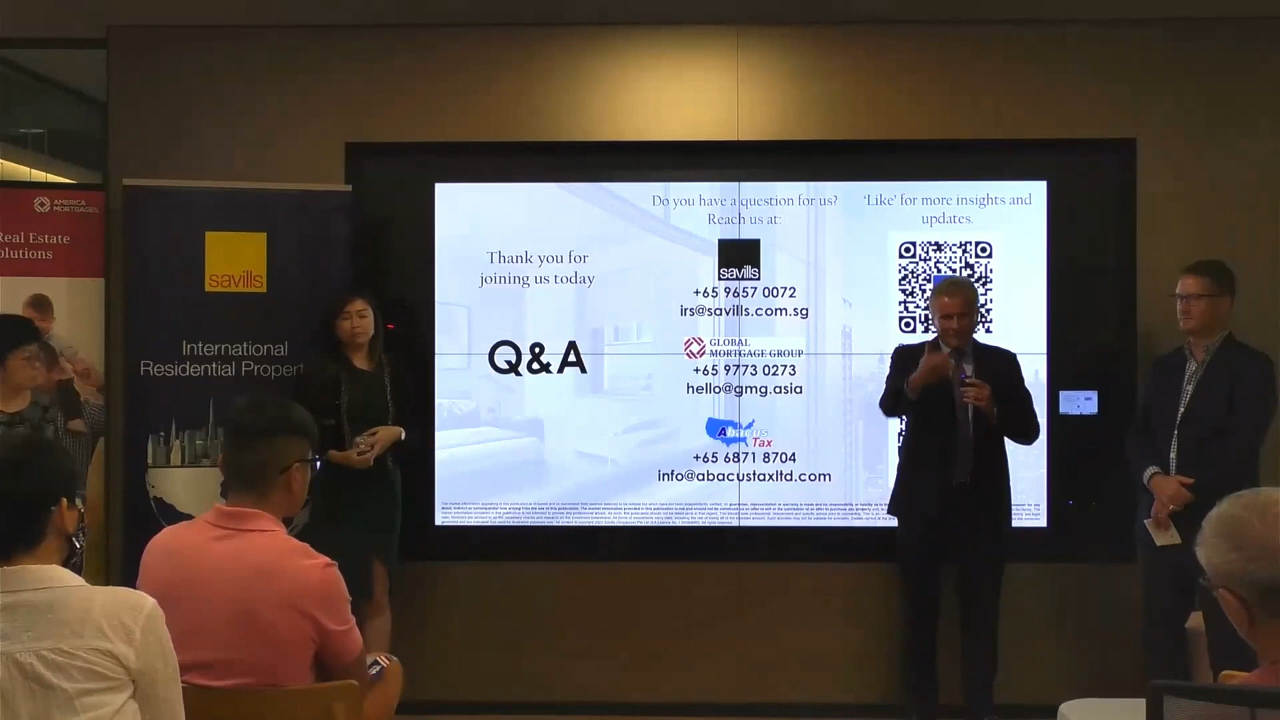 AMERICA
MORTGAGES
Real Estate
olutions
savills
International
Residential Propert
Thank you for
joining us today
Q&A
Do you have a question for us?
Reach us at:
savills
+65 9657 0072
irs@savills.com.sg
GLOBAL
MORTGAGE GROUP
+65 9773 0273
hello@gmg.asia
Abacus
Tax
+65 6871 8704
info@abacustaxltd.com
'Like' for more insights and
updates.